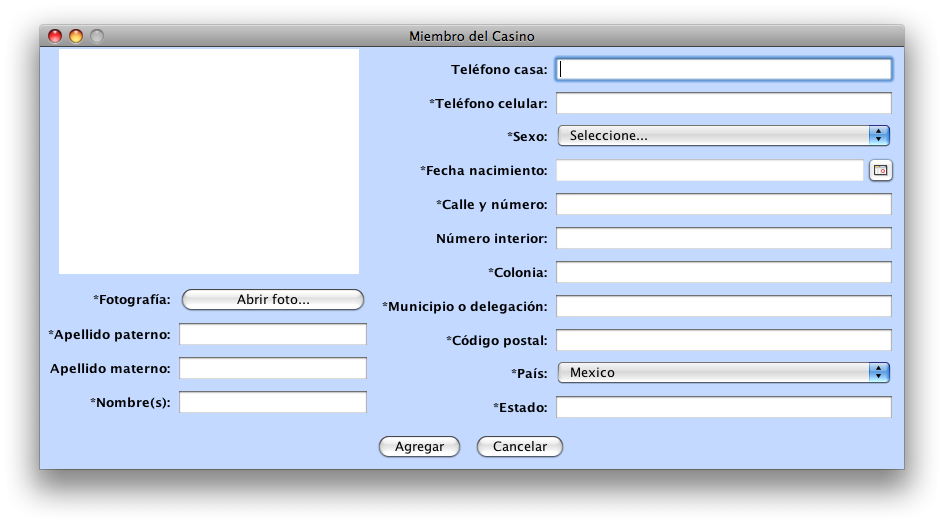 Miembro del Casino
*Fotografía:
Abrir foto...
*Apellido paterno:
Apellido materno:
*Nombre(s):
Teléfono casa:
*Teléfono celular:
*Sexo:
Seleccione...
*Fecha nacimiento:
*Calle y número:
Número interior:
*Colonia:
*Municipio o delegación:
*Código postal:
*País:
Mexico
*Estado:
Agregar
Cancelar